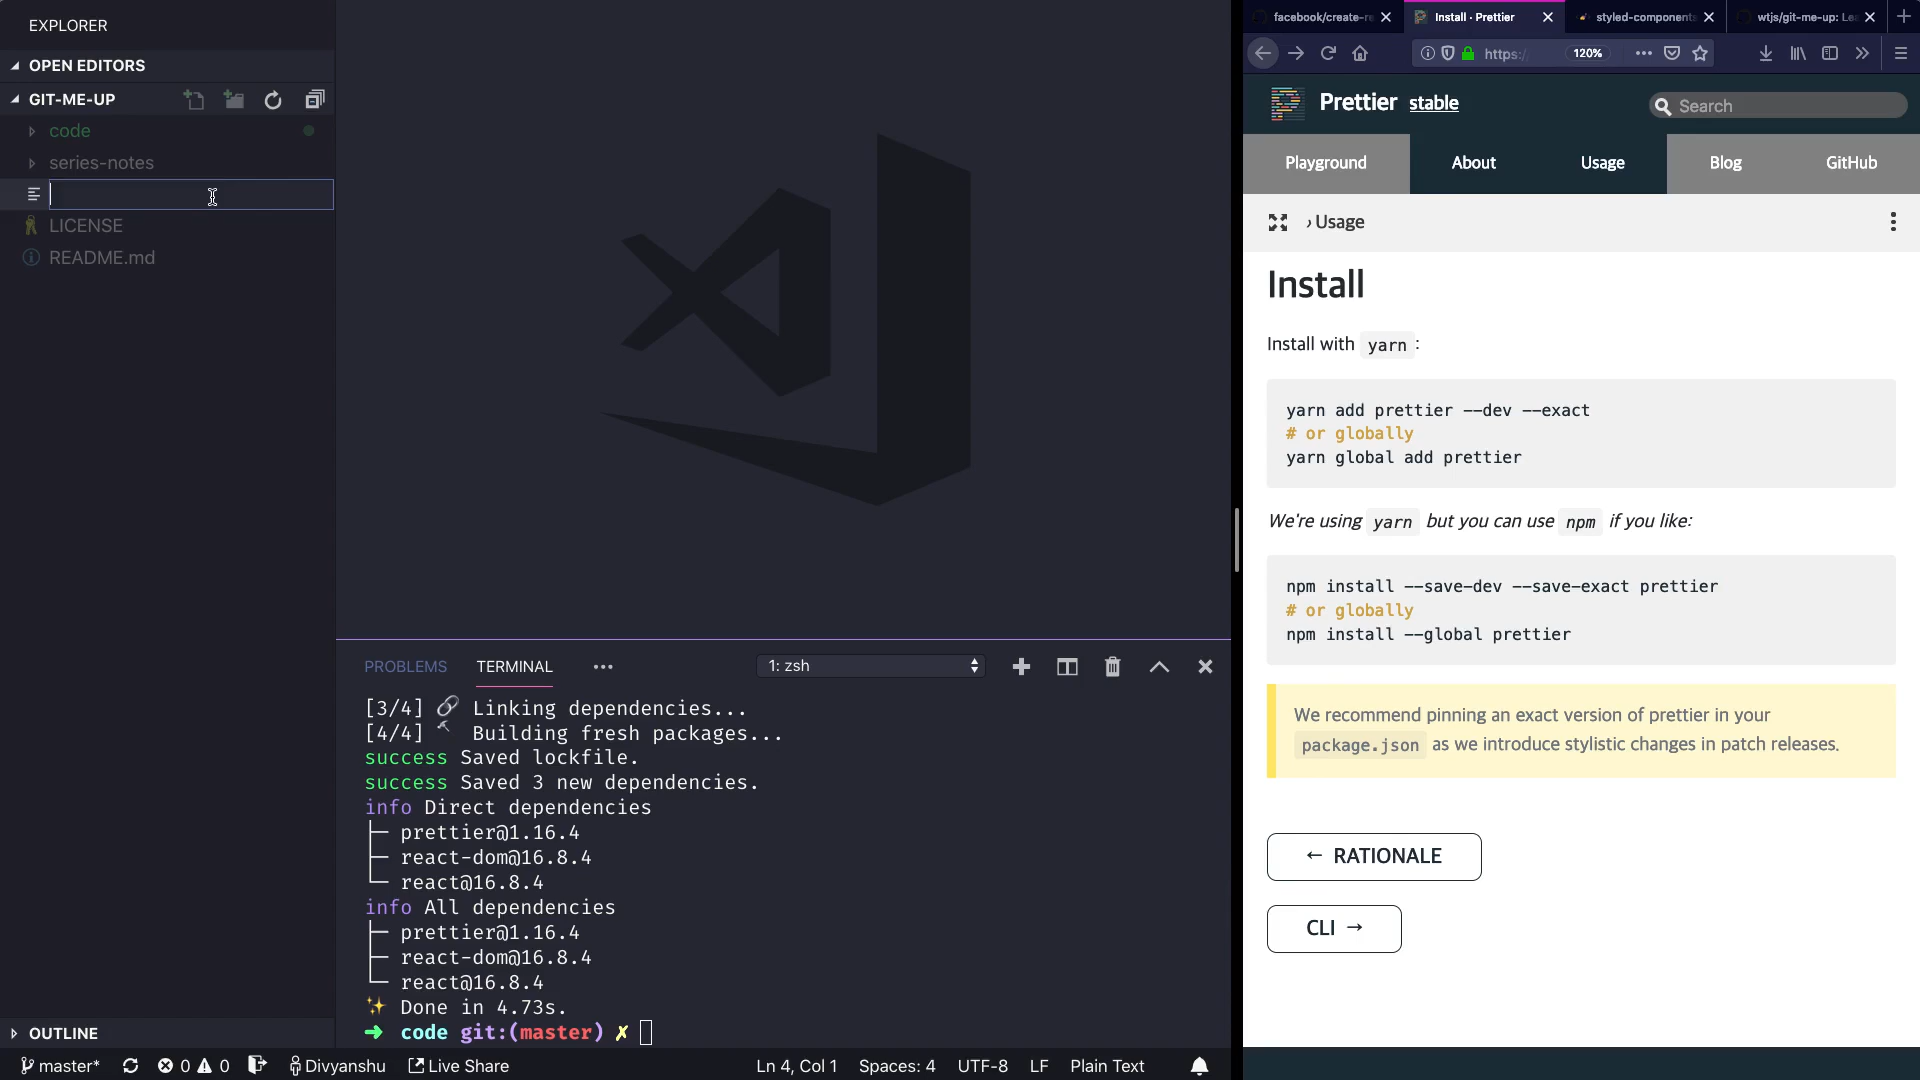 EXPLORER
OPEN EDITORS
GIT-ME-UP
code
series-notes
LICENSE
README.md
OUTLINE
PROBLEMS
TERMINAL
1: zsh
[3/4] 🔗 Linking dependencies...
[4/4] 🔨 Building fresh packages...
success Saved lockfile.
success Saved 3 new dependencies.
info Direct dependencies
├─ prettier@1.16.4
├─ react-dom@16.8.4
└─ react@16.8.4
info All dependencies
├─ prettier@1.16.4
├─ react-dom@16.8.4
└─ react@16.8.4
✨ Done in 4.73s.
➜ code git:(master) ✗
master*
0
0
Divyanshu
Live Share
Ln 4, Col 1
Spaces: 4
UTF-8
LF
Plain Text
facebook/create-re
Install · Prettier
styled-components
wtjs/git-me-up: Le
https:/
120%
Prettier stable
Search
Playground
About
Usage
Blog
GitHub
› Usage
Install
Install with yarn :
yarn add prettier --dev --exact
# or globally
yarn global add prettier
We're using yarn but you can use npm if you like:
npm install --save-dev --save-exact prettier
# or globally
npm install --global prettier
We recommend pinning an exact version of prettier in your
package.json as we introduce stylistic changes in patch releases.
← RATIONALE
CLI →